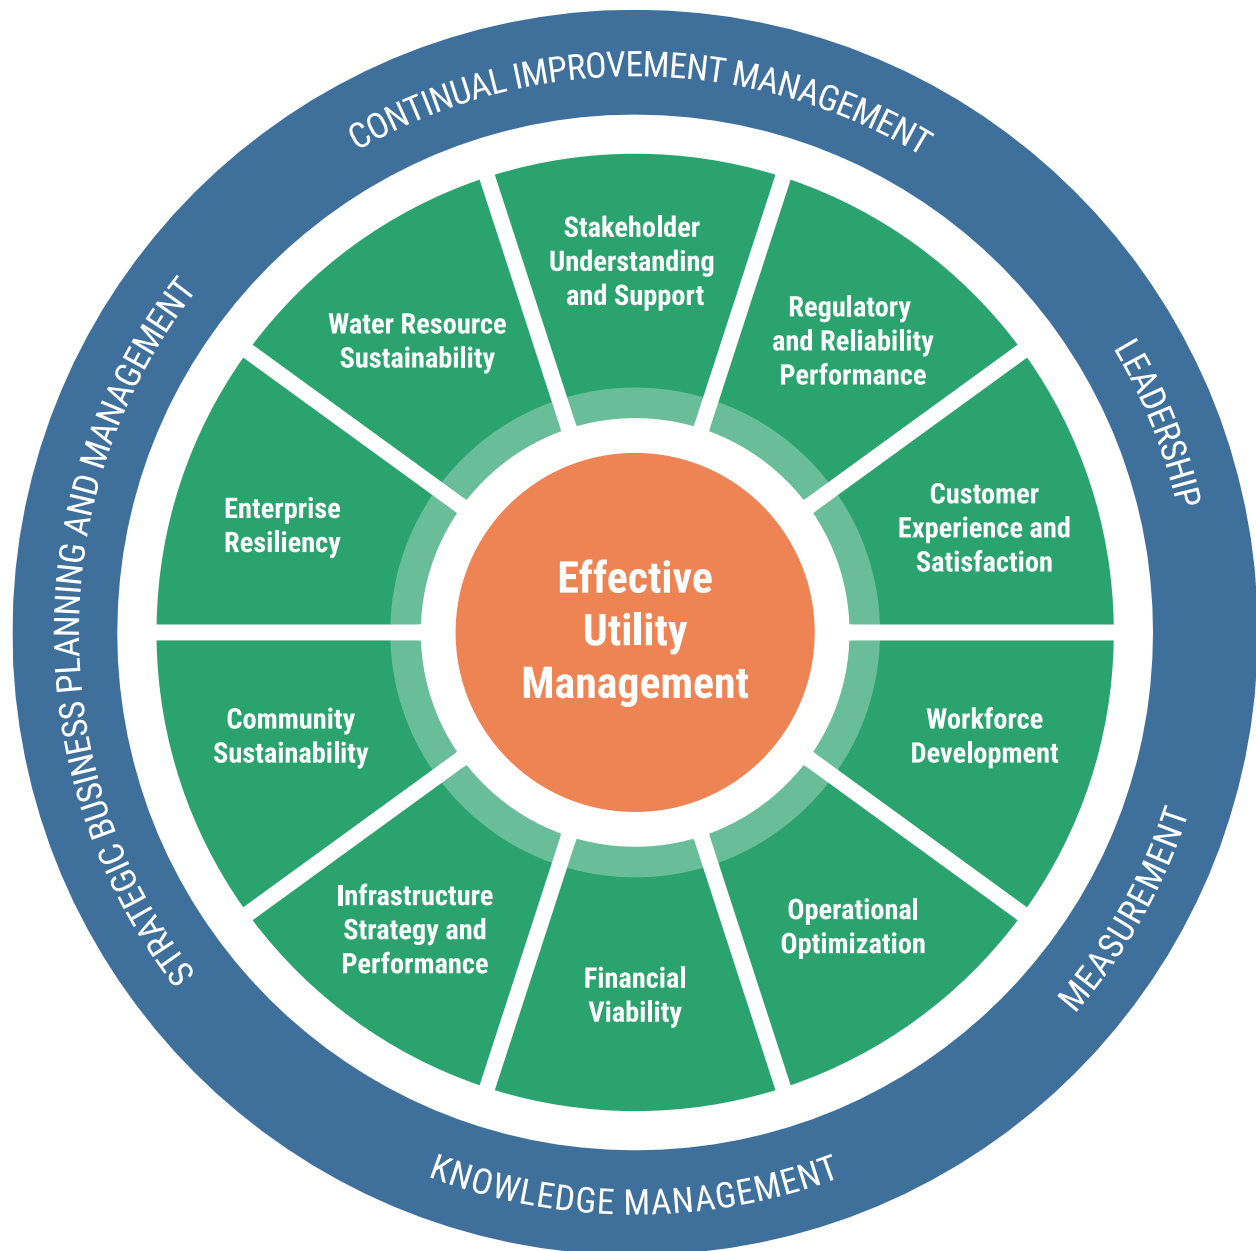 CONTINUAL IMPROVEMENT MANAGEMENT
LEADERSHIP
MEASUREMENT
KNOWLEDGE MANAGEMENT
STRATEGIC BUSINESS PLANNING AND MANAGEMENT
Stakeholder
Understanding
and Support
Regulatory
and Reliability
Performance
Customer
Experience and
Satisfaction
Workforce
Development
Operational
Optimization
Financial
Viability
Infrastructure
Strategy and
Performance
Community
Sustainability
Enterprise
Resiliency
Water Resource
Sustainability
Effective
Utility
Management